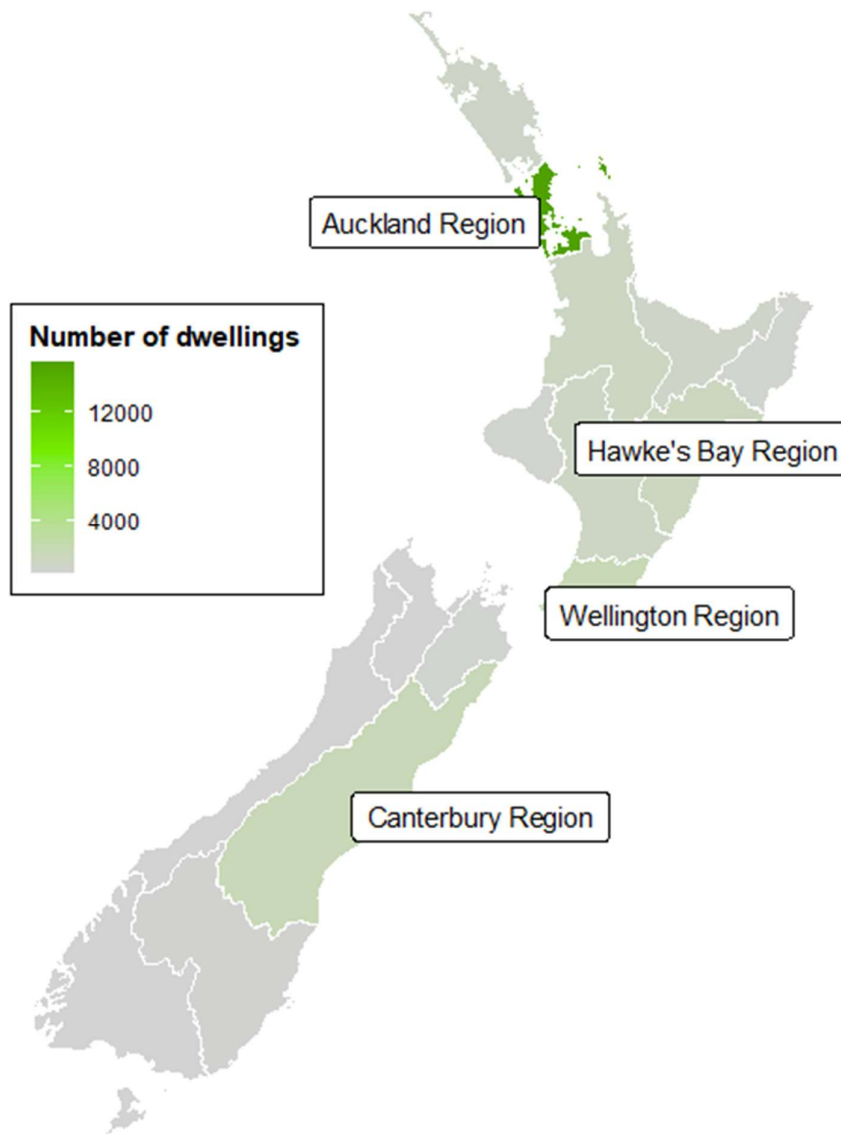 Auckland Region
Number of dwellings
12000
8000
4000
Hawke's Bay Region
Wellington Region
Canterbury Region